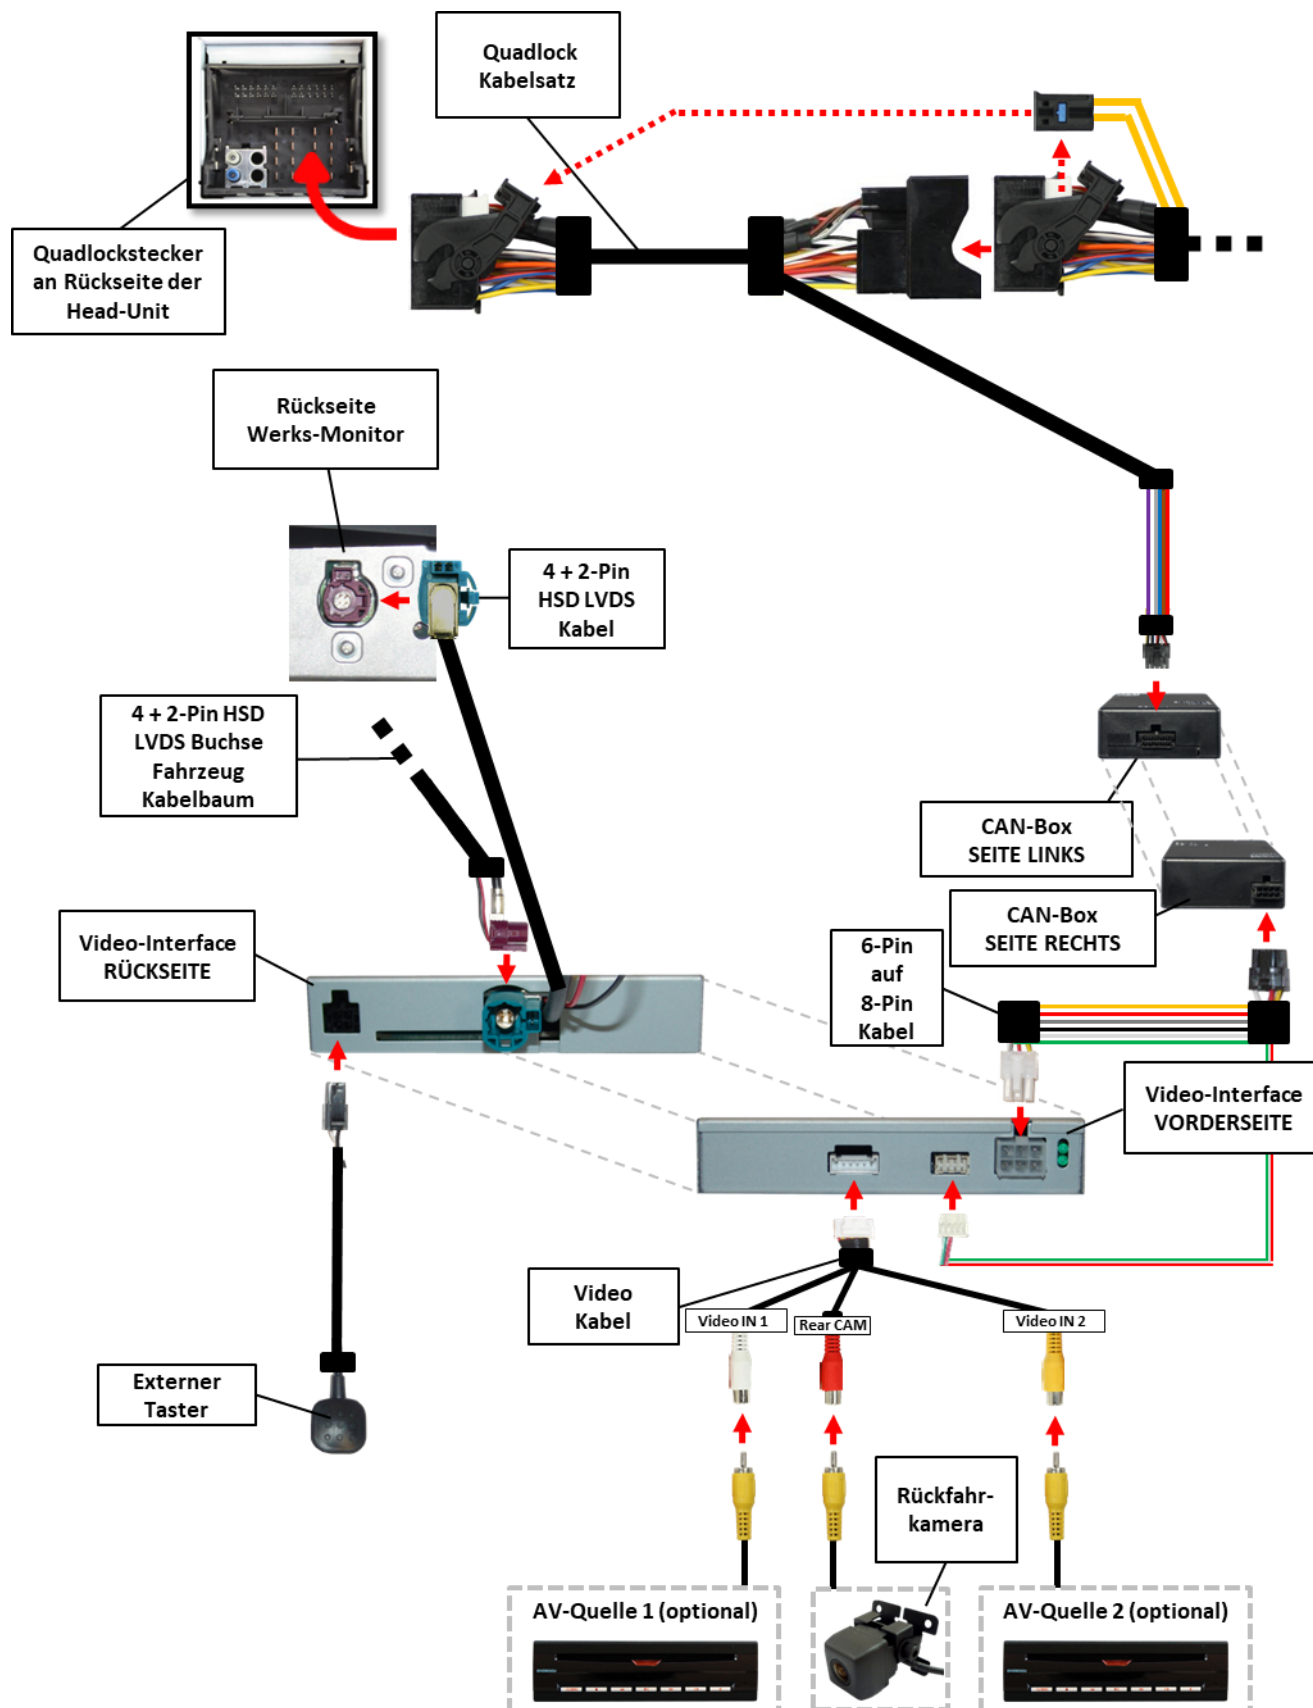 Quadlock
Kabelsatz
Quadlockstecker
an Rückseite der
Head-Unit
Rückseite
Werks-Monitor
4 + 2-Pin
HSD LVDS
Kabel
4 + 2-Pin HSD
LVDS Buchse
Fahrzeug
Kabelbaum
CAN-Box
SEITE LINKS
CAN-Box
SEITE RECHTS
Video-Interface
RÜCKSEITE
6-Pin
auf
8-Pin
Kabel
Video-Interface
VORDERSEITE
Video
Kabel
Video IN 1
Rear CAM
Video IN 2
Externer
Taster
Rückfahr-
kamera
AV-Quelle 1 (optional)
AV-Quelle 2 (optional)